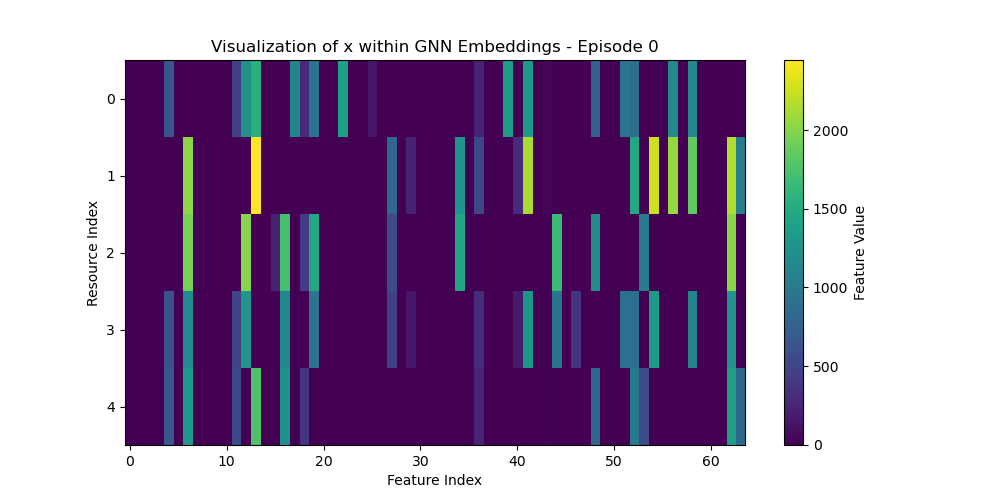 Visualization of x within GNN Embeddings - Episode 0
Resource Index
0
1
2
3
4
0 10 20 30 40 50 60
Feature Index
2000
1500
1000
500
0
Feature Value